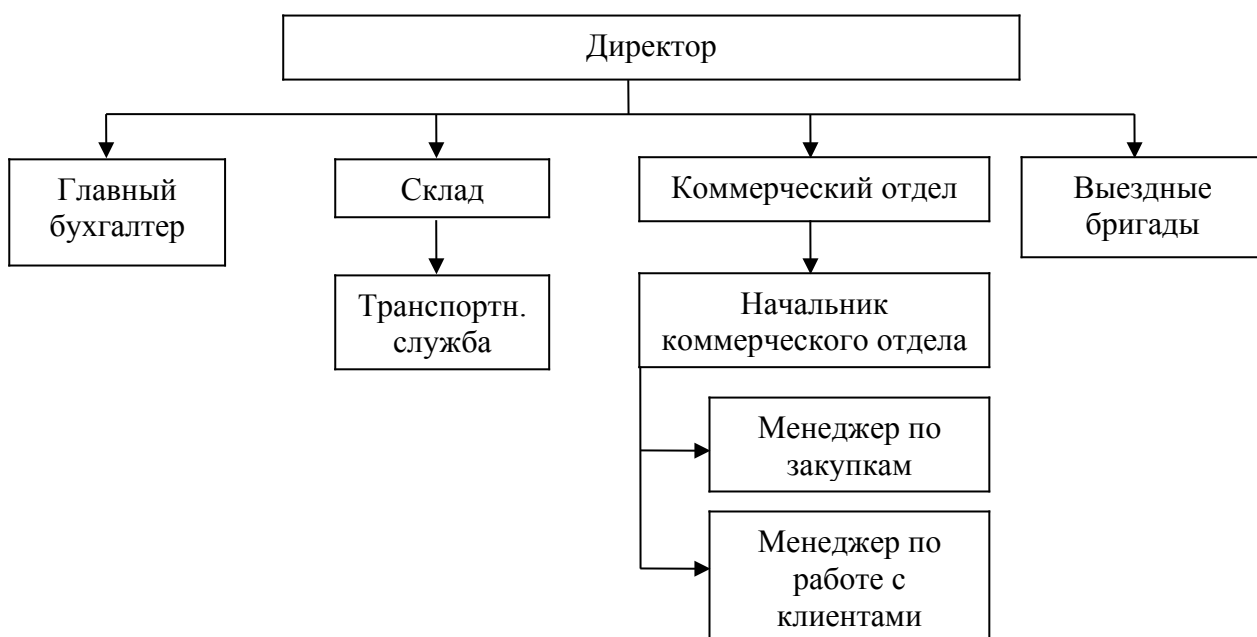 Директор
Главный
бухгалтер
Склад
Коммерческий отдел
Выездные
бригады
Транспортн.
служба
Начальник
коммерческого отдела
Менеджер по
закупкам
Менеджер по
работе с
клиентами